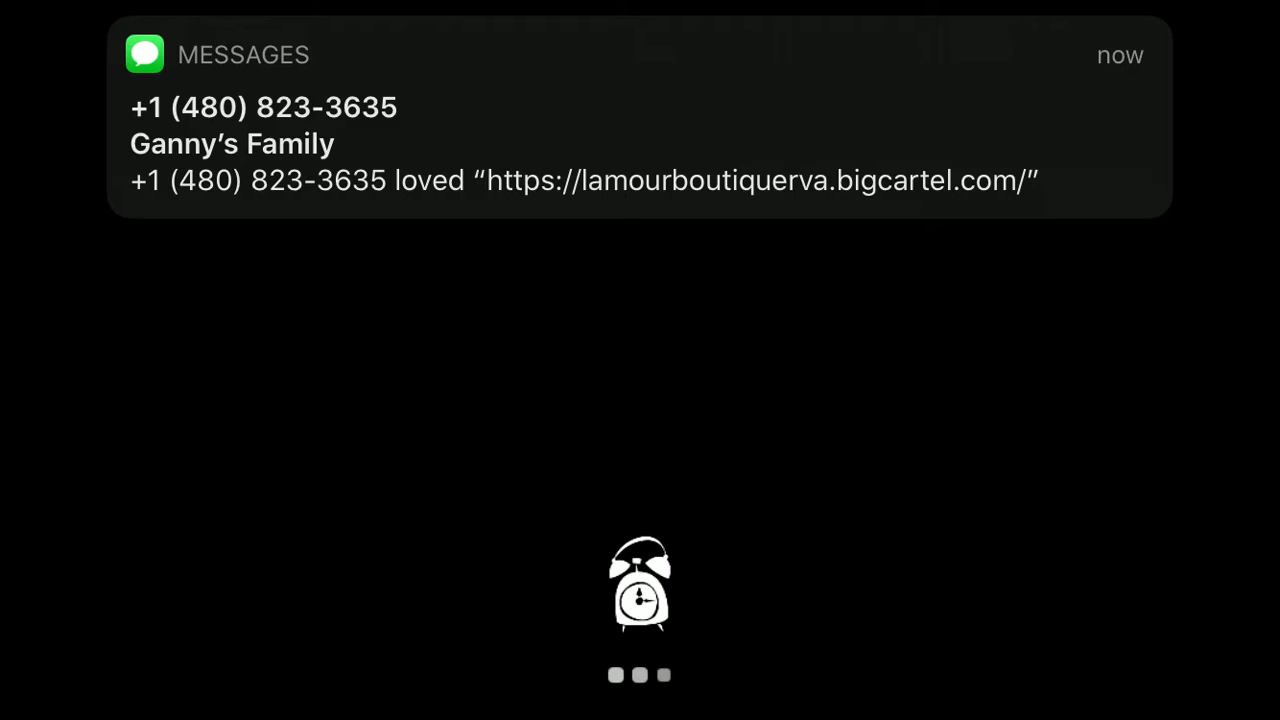 MESSAGES now
+1 (480) 823-3635
Ganny’s Family
+1 (480) 823-3635 loved “https://lamourboutiquerva.bigcartel.com/”